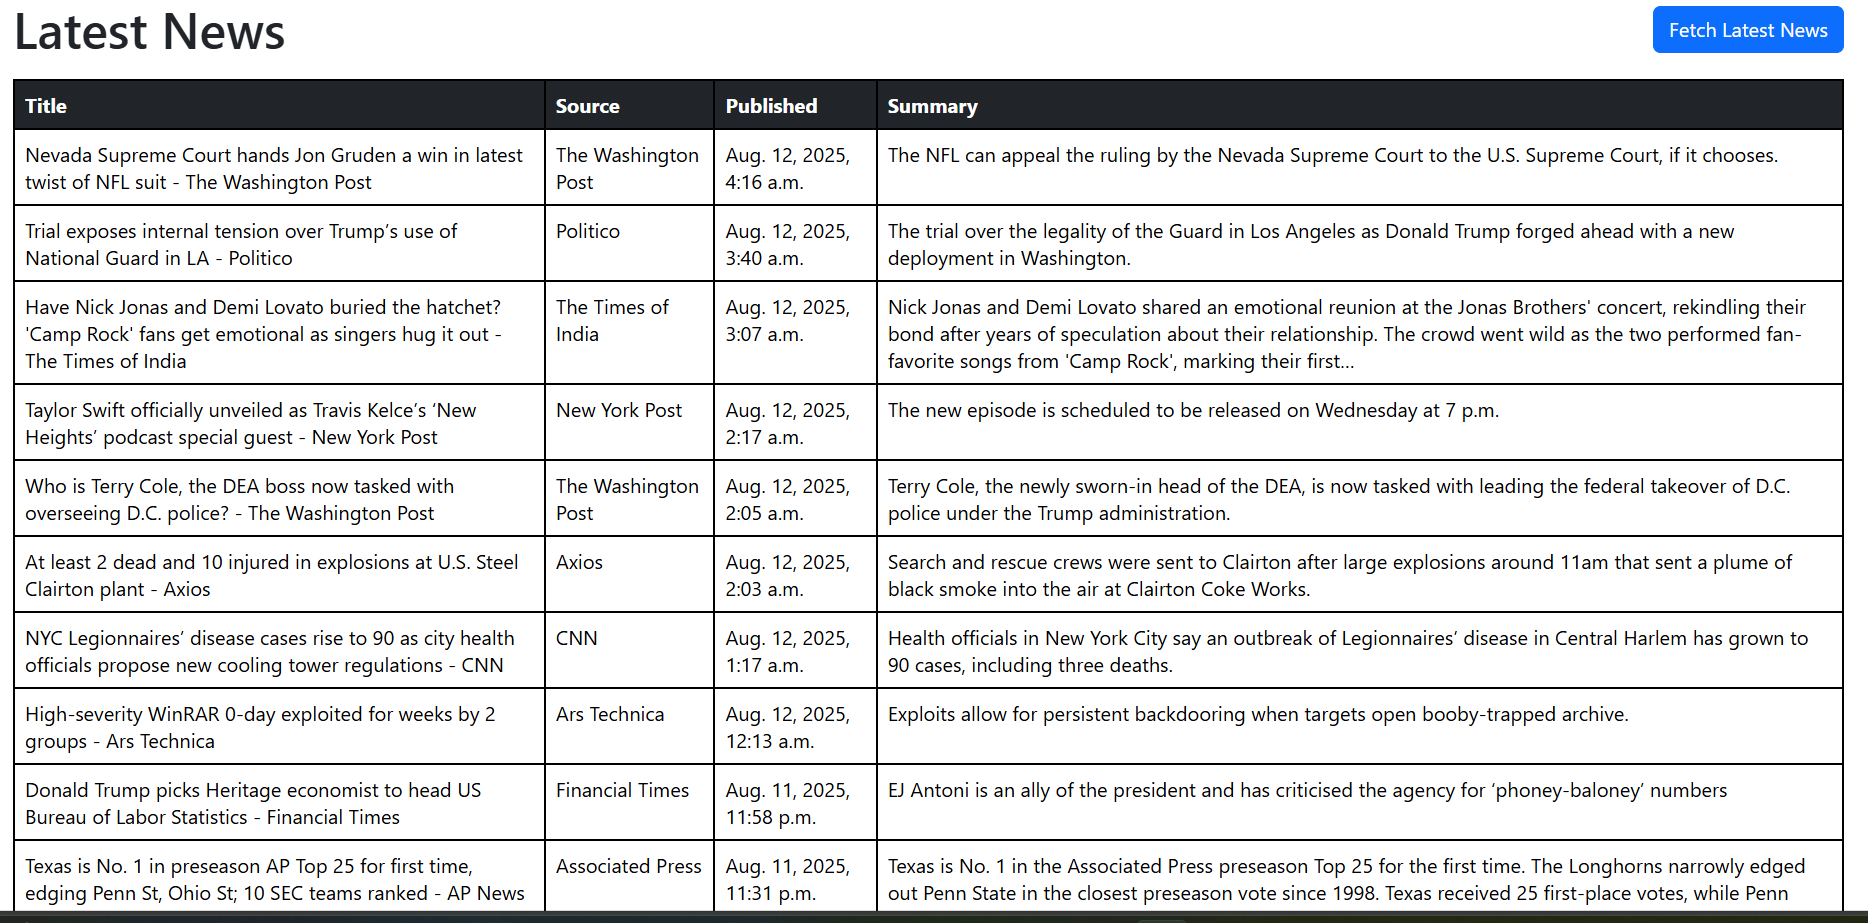 Latest News
Fetch Latest News
Title
Source
Published
Summary
Nevada Supreme Court hands Jon Gruden a win in latest
twist of NFL suit - The Washington Post
The Washington
Post
Aug. 12, 2025,
4:16 a.m.
The NFL can appeal the ruling by the Nevada Supreme Court to the U.S. Supreme Court, if it chooses.
Trial exposes internal tension over Trump’s use of
National Guard in LA - Politico
Politico
Aug. 12, 2025,
3:40 a.m.
The trial over the legality of the Guard in Los Angeles as Donald Trump forged ahead with a new
deployment in Washington.
Have Nick Jonas and Demi Lovato buried the hatchet?
'Camp Rock' fans get emotional as singers hug it out -
The Times of India
The Times of
India
Aug. 12, 2025,
3:07 a.m.
Nick Jonas and Demi Lovato shared an emotional reunion at the Jonas Brothers' concert, rekindling their
bond after years of speculation about their relationship. The crowd went wild as the two performed fan-
favorite songs from 'Camp Rock', marking their first…
Taylor Swift officially unveiled as Travis Kelce’s ‘New
Heights’ podcast special guest - New York Post
New York Post
Aug. 12, 2025,
2:17 a.m.
The new episode is scheduled to be released on Wednesday at 7 p.m.
Who is Terry Cole, the DEA boss now tasked with
overseeing D.C. police? - The Washington Post
The Washington
Post
Aug. 12, 2025,
2:05 a.m.
Terry Cole, the newly sworn-in head of the DEA, is now tasked with leading the federal takeover of D.C.
police under the Trump administration.
At least 2 dead and 10 injured in explosions at U.S. Steel
Clairton plant - Axios
Axios
Aug. 12, 2025,
2:03 a.m.
Search and rescue crews were sent to Clairton after large explosions around 11am that sent a plume of
black smoke into the air at Clairton Coke Works.
NYC Legionnaires’ disease cases rise to 90 as city health
officials propose new cooling tower regulations - CNN
CNN
Aug. 12, 2025,
1:17 a.m.
Health officials in New York City say an outbreak of Legionnaires’ disease in Central Harlem has grown to
90 cases, including three deaths.
High-severity WinRAR 0-day exploited for weeks by 2
groups - Ars Technica
Ars Technica
Aug. 12, 2025,
12:13 a.m.
Exploits allow for persistent backdooring when targets open booby-trapped archive.
Donald Trump picks Heritage economist to head US
Bureau of Labor Statistics - Financial Times
Financial Times
Aug. 11, 2025,
11:58 p.m.
EJ Antoni is an ally of the president and has criticised the agency for ‘phoney-baloney’ numbers
Texas is No. 1 in preseason AP Top 25 for first time,
edging Penn St, Ohio St; 10 SEC teams ranked - AP News
Associated Press
Aug. 11, 2025,
11:31 p.m.
Texas is No. 1 in the Associated Press preseason Top 25 for the first time. The Longhorns narrowly edged
out Penn State in the closest preseason vote since 1998. Texas received 25 first-place votes, while Penn